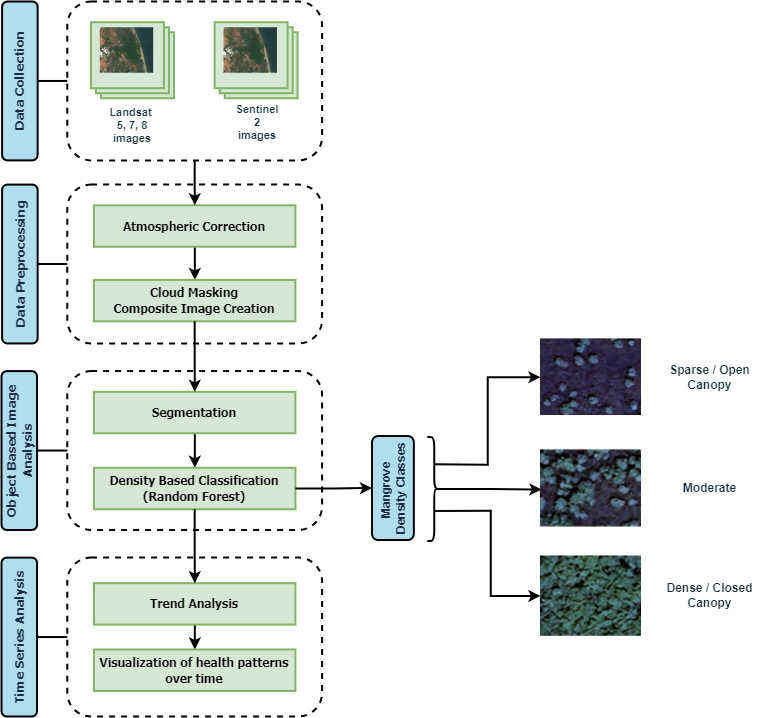 Data Collection
Landsat
5, 7, 8
images
Sentinel
2
images
Data Preprocessing
Atmospheric Correction
Cloud Masking
Composite Image Creation
Object Based Image
Analysis
Segmentation
Density Based Classification
(Random Forest)
Mangrove
Density Classes
Sparse / Open
Canopy
Moderate
Dense / Closed
Canopy
Time Series Analysis
Trend Analysis
Visualization of health patterns
over time